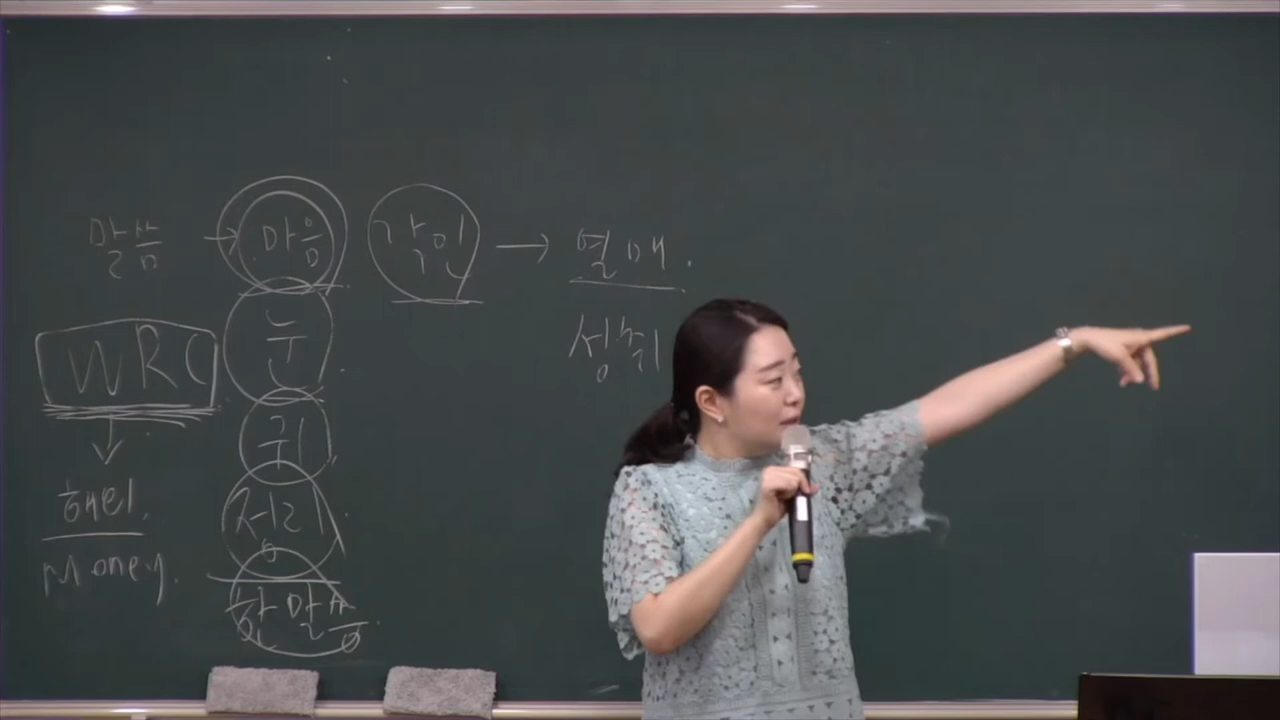 말씀 → 마음 각인 → 열매.
성취
눈
WRC
귀
자리
해비.
Money.
한말씀